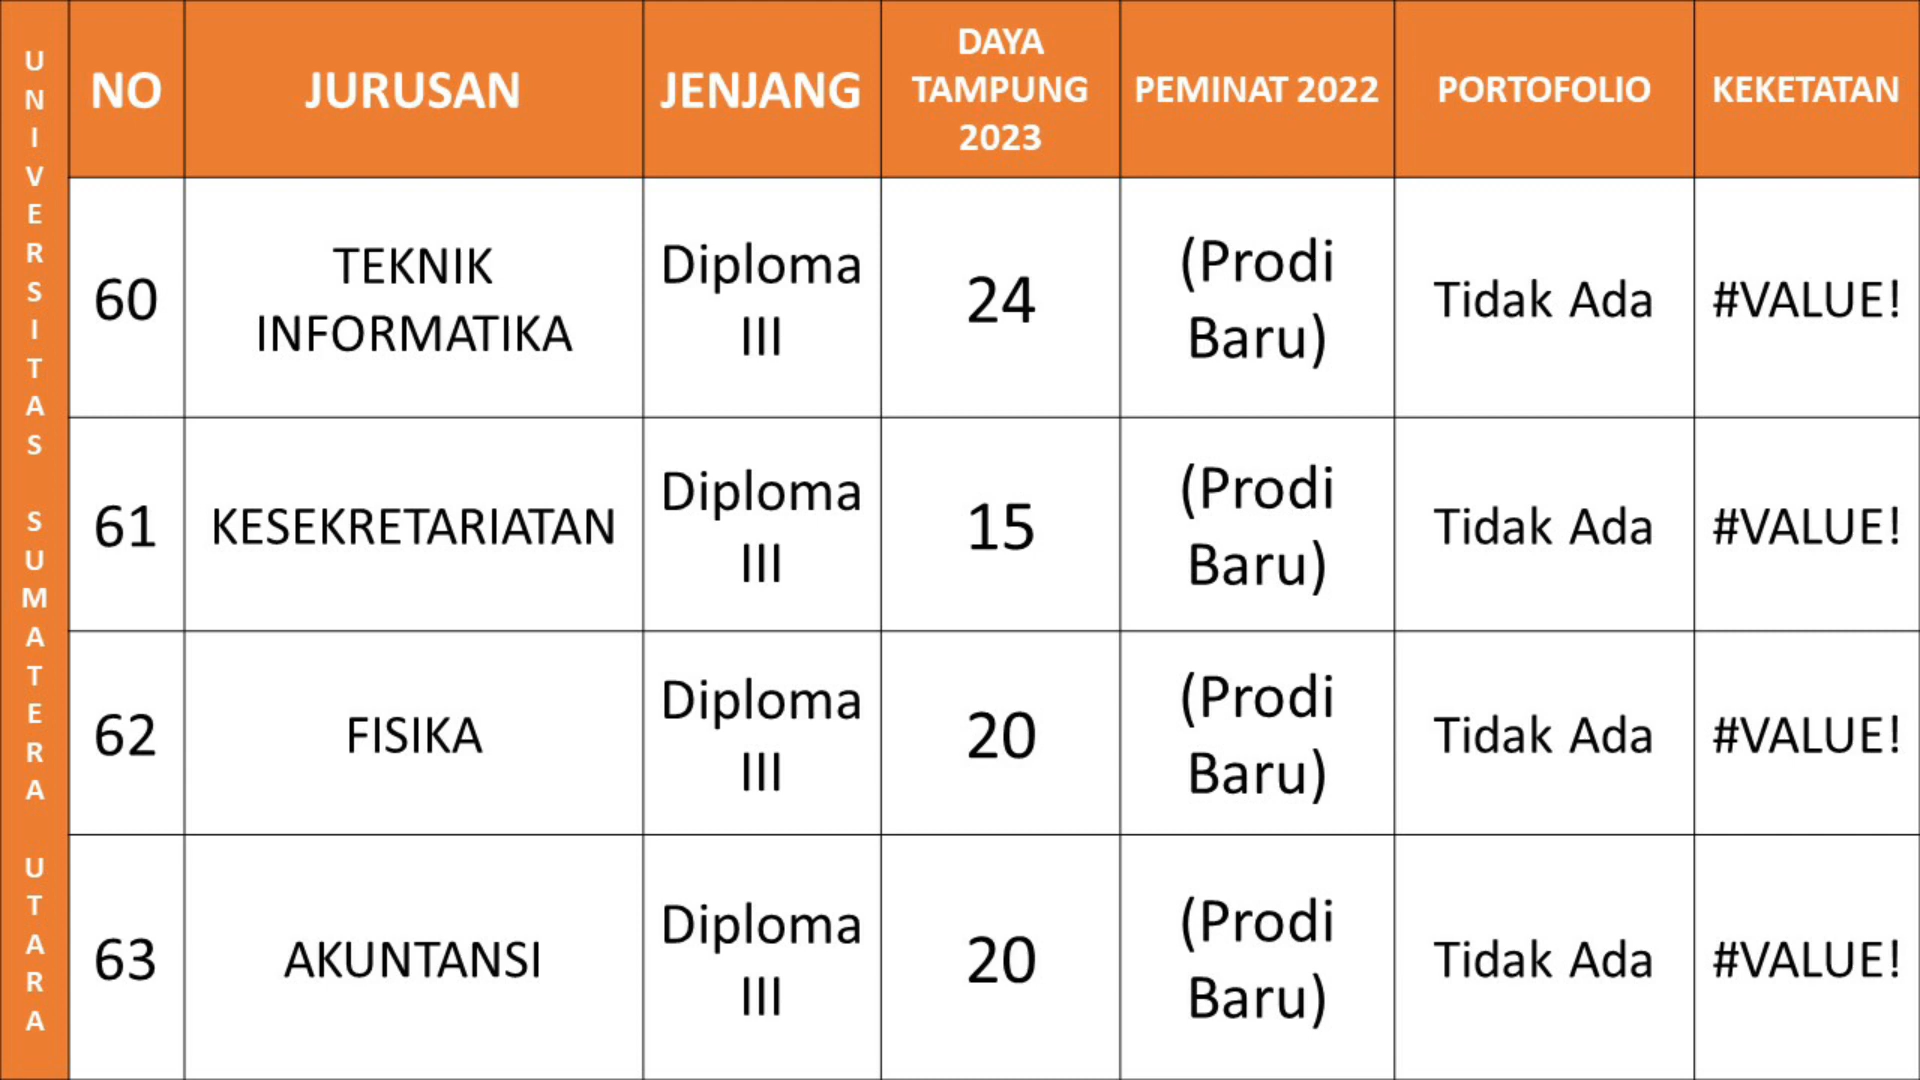 UNIVERSITAS SUMATERA UTARA
NO
JURUSAN
JENJANG
DAYA
TAMPUNG
2023
PEMINAT 2022
PORTOFOLIO
KEKETATAN
60
TEKNIK
INFORMATIKA
Diploma
III
24
(Prodi
Baru)
Tidak Ada
#VALUE!
61
KESEKRETARIATAN
Diploma
III
15
(Prodi
Baru)
Tidak Ada
#VALUE!
62
FISIKA
Diploma
III
20
(Prodi
Baru)
Tidak Ada
#VALUE!
63
AKUNTANSI
Diploma
III
20
(Prodi
Baru)
Tidak Ada
#VALUE!